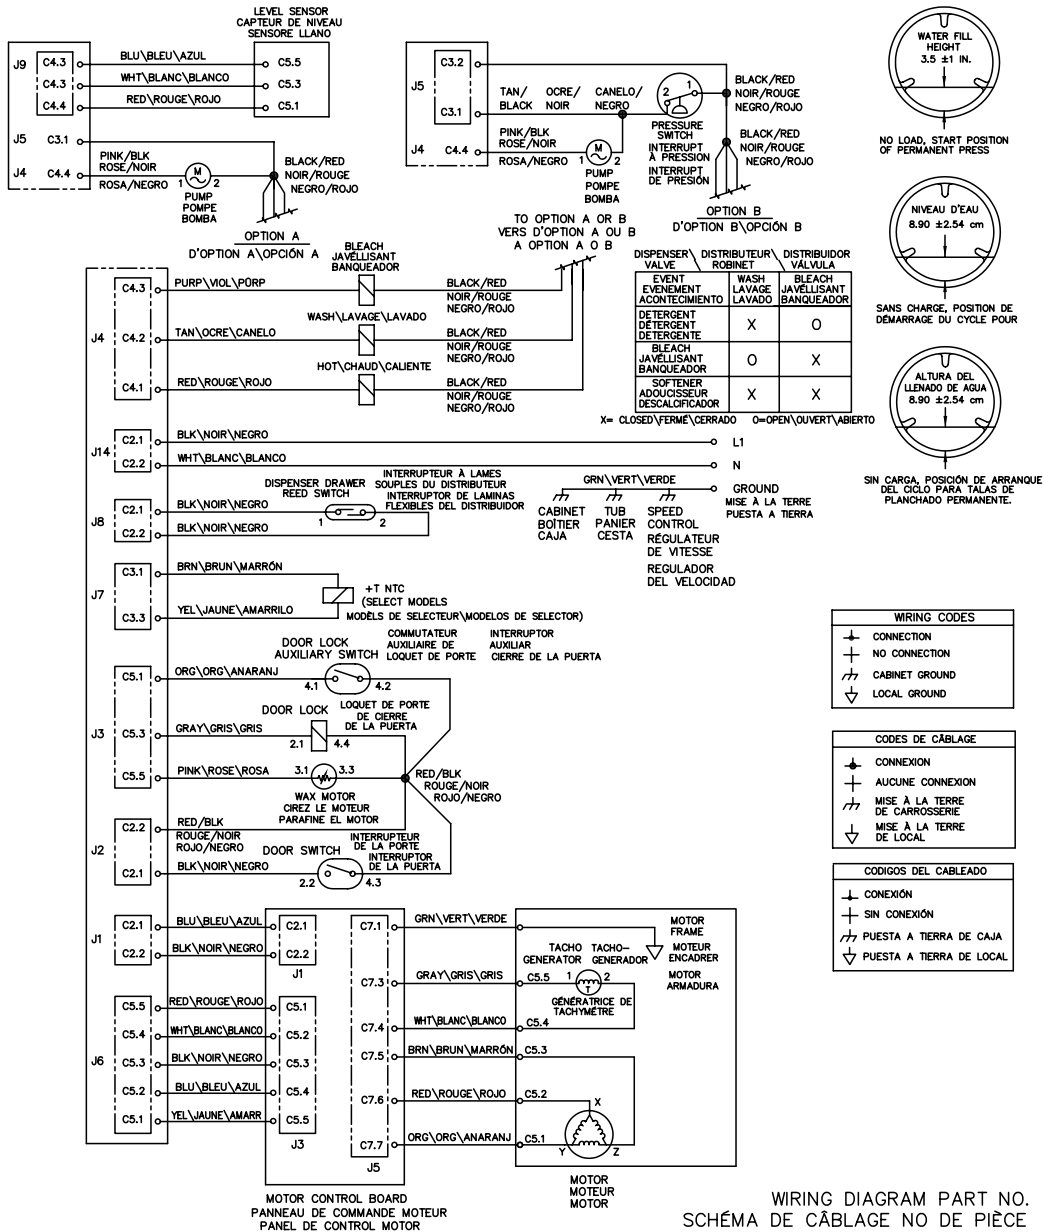 LEVEL SENSOR
CAPTEUR DE NIVEAU
SENSORE LLANO
J9
C4.3
BLU\BLEU\AZUL
C5.5
C4.3
WHT\BLANC\BLANCO
C5.3
C4.4
RED\ROUGE\ROJO
C5.1
J5
C3.1
J4
C4.4
PINK/BLK
ROSE/NOIR
ROSA/NEGRO
1
M
2
PUMP
POMPE
BOMBA
BLACK/RED
NOIR/ROUGE
NEGRO/ROJO
OPTION A
D'OPTION A\OPCIÓN A
J5
C3.2
C3.1
TAN/
BLACK
OCRE/
NOIR
CANELO/
NEGRO
2
1
PRESSURE
SWITCH
INTERRUPT
À PRESSION
INTERRUPT
DE PRESIÓN
BLACK/RED
NOIR/ROUGE
NEGRO/ROJO
J4
C4.4
PINK/BLK
ROSE/NOIR
ROSA/NEGRO
1
M
2
PUMP
POMPE
BOMBA
BLACK/RED
NOIR/ROUGE
NEGRO/ROJO
OPTION B
D'OPTION B\OPCIÓN B
TO OPTION A OR B
VERS D'OPTION A OU B
A OPTION A O B
WATER FILL
HEIGHT
3.5 ±1 IN.
NO LOAD, START POSITION
OF PERMANENT PRESS
NIVEAU D'EAU
8.90 ±2.54 cm
SANS CHARGE, POSITION DE
DÉMARRAGE DU CYCLE POUR
ALTURA DEL
LLENADO DE AGUA
8.90 ±2.54 cm
SIN CARGA, POSICIÓN DE ARRANQUE
DEL CICLO PARA TALAS DE
PLANCHADO PERMANENTE.
J4
C4.3
PURP\VIOL\PÜRP
BLEACH
JAVÉLLISANT
BANQUEADOR
BLACK/RED
NOIR/ROUGE
NEGRO/ROJO
C4.2
TAN\OCRE\CANELO
WASH\LAVAGE\LAVADO
BLACK/RED
NOIR/ROUGE
NEGRO/ROJO
C4.1
RED\ROUGE\ROJO
HOT\CHAUD\CALIENTE
BLACK/RED
NOIR/ROUGE
NEGRO/ROJO
DISPENSER\ DISTRIBUTEUR\ DISTRIBUIDOR
VALVE ROBINET VÁLVULA
EVENT
EVENEMENT
ACONTECIMIENTO
WASH
LAVAGE
LAVADO
BLEACH
JAVÉLLISANT
BANQUEADOR
DETERGENT
DÉTERGENT
DETERGENTE
X
O
BLEACH
JAVÉLLISANT
BANQUEADOR
O
X
SOFTENER
ADOUCISSEUR
DESCALCIFICADOR
X
X
X= CLOSED\FERMÉ\CERRADO O=OPEN\OUVERT\ABIERTO
J14
C2.1
BLK\NOIR\NEGRO
L1
C2.2
WHT\BLANC\BLANCO
N
GRN\VERT\VERDE
GROUND
MISE À LA TERRE
PUESTA A TIERRA
CABINET
BOÎTIER
CAJA
TUB
PANIER
CESTA
SPEED
CONTROL
RÉGULATEUR
DE VITESSE
REGULADOR
DEL VELOCIDAD
J8
C2.1
BLK\NOIR\NEGRO
DISPENSER DRAWER
REED SWITCH
INTERRUPTEUR À LAMES
SOUPLES DU DISTRIBUTEUR
INTERRUPTOR DE LAMINAS
FLEXIBLES DEL DISTRIBUIDOR
1
2
C2.2
BLK\NOIR\NEGRO
J7
C3.1
BRN\BRUN\MARRÓN
+T NTC
(SELECT MODELS
MODÈLS DE SELECTEUR\MODELOS DE SELECTOR)
C3.3
YEL\JAUNE\AMARRILO
J3
C5.1
ORG\ORG\ANARANJ
DOOR LOCK
AUXILIARY SWITCH
COMMUTATEUR
AUXILIAIRE DE
LOQUET DE PORTE
INTERRUPTOR
AUXILIAR
CIERRE DE LA PUERTA
4.1
4.2
C5.3
GRAY\GRIS\GRIS
DOOR LOCK
LOQUET DE PORTE
DE CIERRE
DE LA PUERTA
2.1
4.4
C5.5
PINK\ROSE\ROSA
3.1
3.3
WAX MOTOR
CIREZ LE MOTEUR
PARAFINE EL MOTOR
RED/BLK
ROUGE/NOIR
ROJO/NEGRO
J2
C2.2
RED/BLK
ROUGE/NOIR
ROJO/NEGRO
C2.1
BLK\NOIR\NEGRO
DOOR SWITCH
INTERRUPTEUR
DE LA PORTE
INTERRUPTOR
DE LA PUERTA
2.2
4.3
WIRING CODES
CONNECTION
NO CONNECTION
CABINET GROUND
LOCAL GROUND
CODES DE CÂBLAGE
CONNEXION
AUCUNE CONNEXION
MISE À LA TERRE
DE CARROSSERIE
MISE À LA TERRE
DE LOCAL
CODIGOS DEL CABLEADO
CONEXIÓN
SIN CONEXIÓN
PUESTA A TIERRA DE CAJA
PUESTA A TIERRA DE LOCAL
J1
C2.1
BLU\BLEU\AZUL
C2.1
C2.2
BLK\NOIR\NEGRO
C2.2
J1
J6
C5.5
RED\ROUGE\ROJO
C5.1
C5.4
WHT\BLANC\BLANCO
C5.2
C5.3
BLK\NOIR\NEGRO
C5.3
C5.2
BLU\BLEU\AZUL
C5.4
C5.1
YEL\JAUNE\AMARR
C5.5
J3
C7.1
GRN\VERT\VERDE
MOTOR
FRAME
MOTEUR
ENCADRER
MOTOR
ARMADURA
C7.3
GRAY\GRIS\GRIS
C5.5
TACHO
GENERATOR
TACHO-
GENERADOR
1
T
2
GÉNÉRATRICE DE
TACHYMÉTRE
C7.4
WHT\BLANC\BLANCO
C5.4
C7.5
BRN\BRUN\MARRÓN
C5.3
C7.6
RED\ROUGE\ROJO
C5.2
X
C7.7
ORG\ORG\ANARANJ
C5.1
Y
Z
J5
MOTOR CONTROL BOARD
PANNEAU DE COMMANDE MOTEUR
PANEL DE CONTROL MOTOR
MOTOR
MOTEUR
MOTOR
WIRING DIAGRAM PART NO.
SCHÉMA DE CÂBLAGE NO DE PIÈCE